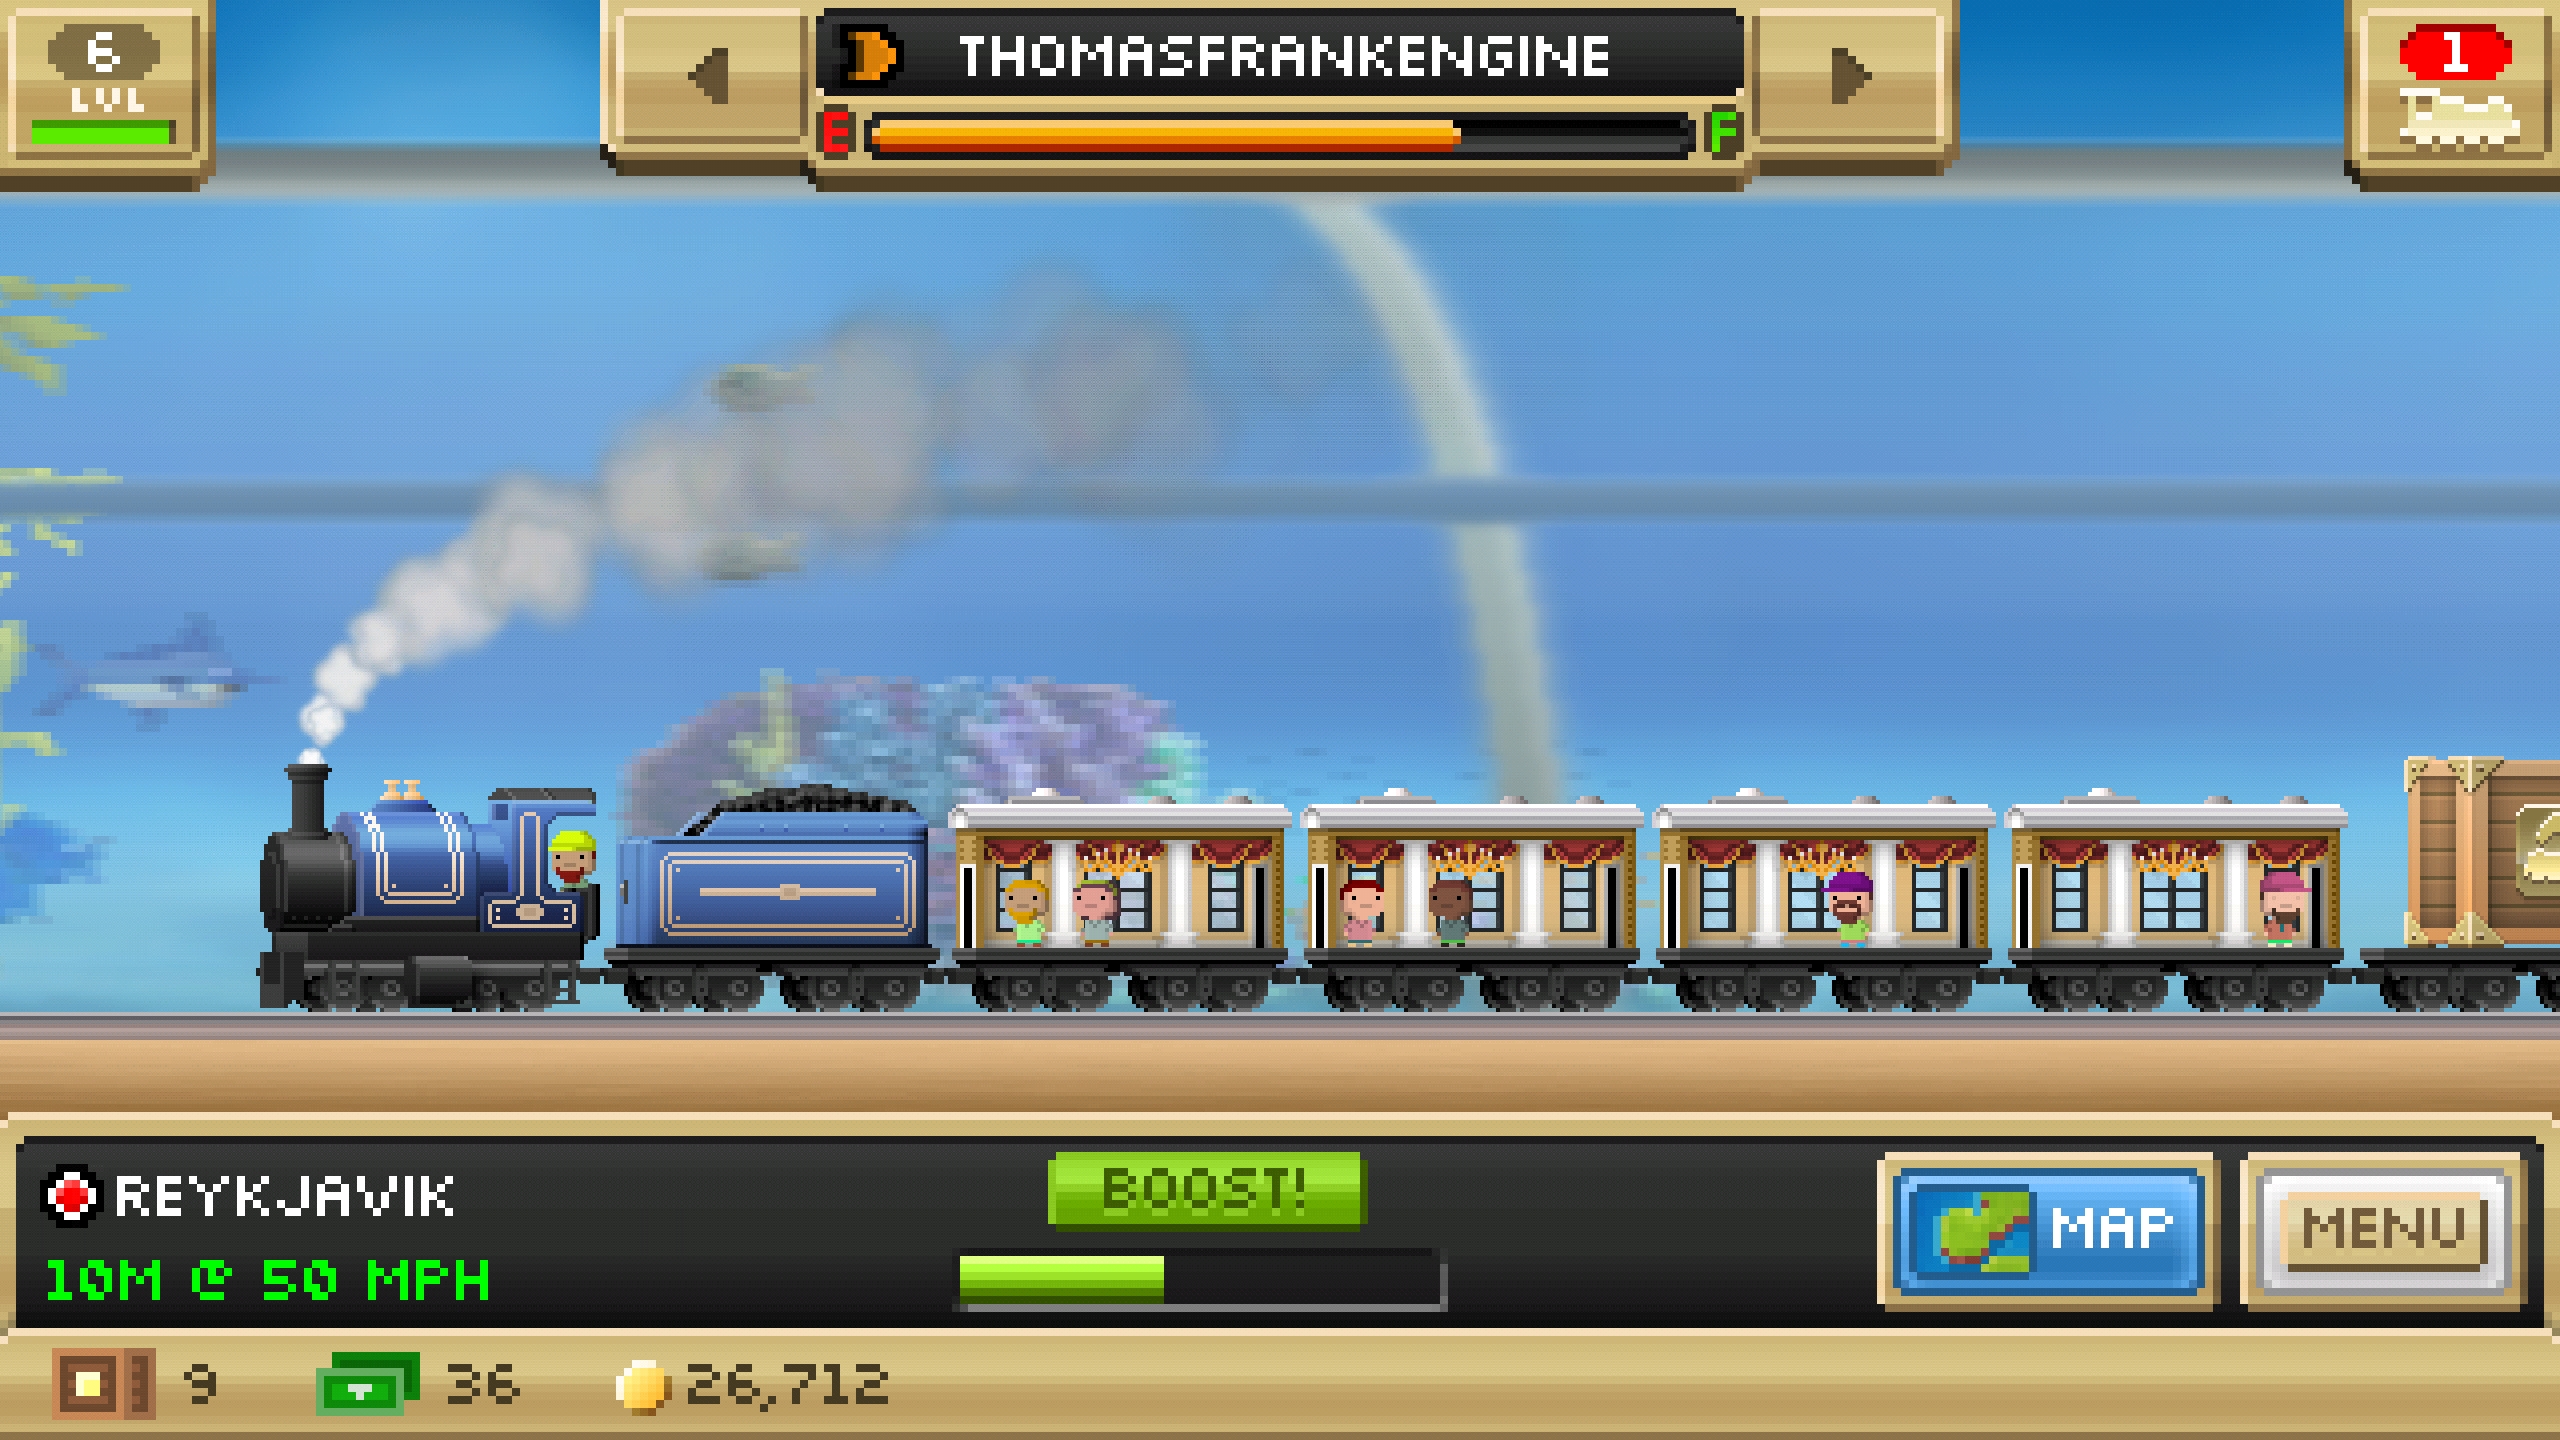 6
LVL
THOMASFRANKENGINE
E F
1
REYKJAVIK
10M @ 50 MPH
BOOST!
MAP
MENU
9
36
26,712